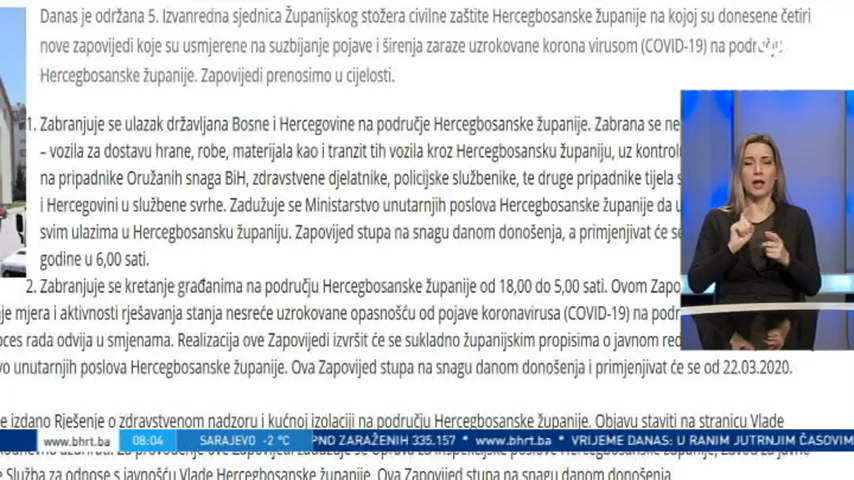 Danas je održana 5. Izvanredna sjednica Županijskog stožera civilne zaštite Hercegbosanske županije na kojoj su donesene četiri
nove zapovijedi koje su usmjerene na suzbijanje pojave i širenja zaraze uzrokovane korona virusom (COVID-19) na području
Hercegbosanske županije. Zapovijedi prenosimo u cijelosti.
1. Zabranjuje se ulazak državljana Bosne i Hercegovine na područje Hercegbosanske županije. Zabrana se ne
– vozila za dostavu hrane, robe, materijala kao i tranzit tih vozila kroz Hercegbosansku županiju, uz kontrolu
na pripadnike Oružanih snaga BiH, zdravstvene djelatnike, policijske službenike, te druge pripadnike tijela s
i Hercegovini u službene svrhe. Zadužuje se Ministarstvo unutarnjih poslova Hercegbosanske županije da u
svim ulazima u Hercegbosansku županiju. Zapovijed stupa na snagu danom donošenja, a primjenjivat će se
godine u 6,00 sati.
2. Zabranjuje se kretanje građanima na području Hercegbosanske županije od 18,00 do 5,00 sati. Ovom Zapo
je mjera i aktivnosti rješavanja stanja nesreće uzrokovane opasnošću od pojave koronavirusa (COVID-19) na podr
oces rada odvija u smjenama. Realizacija ove Zapovijedi izvršit će se sukladno županijskim propisima o javnom red
vo unutarnjih poslova Hercegbosanske županije. Ova Zapovijed stupa na snagu danom donošenja i primjenjivat će se od 22.03.2020.
e izdano Rješenje o zdravstvenom nadzoru i kućnoj izolaciji na području Hercegbosanske županije. Objavu staviti na stranicu Vlade
www.bhrt.ba 08:04 SARAJEVO -2 °C PNO ZARAŽENIH 335.157 * www.bhrt.ba * VRIJEME DANAS: U RANIM JUTRNJIM ČASOVIM
e Služba za odnose s javnošću Vlade Hercegbosanske županije. Ova Zapovijed stupa na snagu danom donošenja